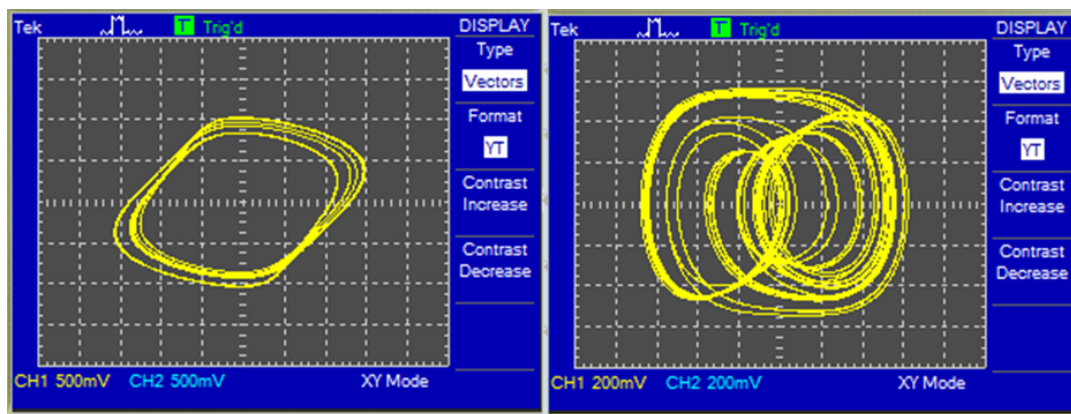 Tek T Trig'd DISPLAY
Type
Vectors
Format
YT
Contrast
Increase
Contrast
Decrease
CH1 500mV CH2 500mV XY Mode
Tek T Trig'd DISPLAY
Type
Vectors
Format
YT
Contrast
Increase
Contrast
Decrease
CH1 200mV CH2 200mV XY Mode